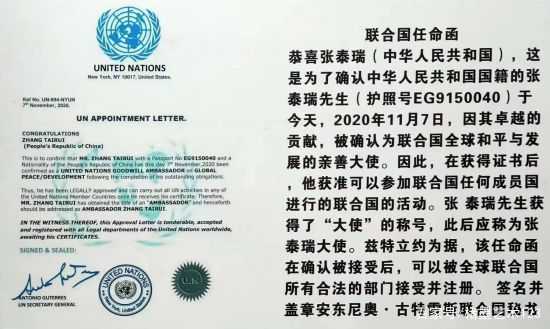 UNITED NATIONS
New York, NY 10017, United States.
Ref No. UN-894-NYUN
7th November, 2020
UN APPOINTMENT LETTER.
CONGRATULATIONS
ZHANG TAIRUI
(People's Republic of China)
This is to confirm that MR. ZHANG TAIRUI with a Passport No EG9150040 and a
Nationality of the People's Republic of China has this day 7th November,2020 been
confirmed as a UNITED NATIONS GOODWILL AMBASSADOR on GLOBAL
PEACE/DEVELOPMENT following the completion of his outstanding obligations.
Thus, he has been LEGALLY approved and can carry out all UN activities in any of
the United Nations Member Countries once he receives his certificate. Therefore,
MR. ZHANG TAIRUI has obtained the title of an "AMBASSADOR" and henceforth
should be addressed as AMBASSADOR ZHANG TAIRUI.
IN THE WITNESS THEREOF, this Approval Letter is tenderable, accepted
and registered with all Legal departments of the United Nations worldwide,
awaiting his CERTIFICATES.
SIGNED & SEALED:
ANTONIO GUTERRES
UN SECRETARY GENERAL
U.N
联合国任命函
恭喜张泰瑞（中华人民共和国），这
是为了确认中华人民共和国国籍的张
泰瑞先生（护照号EG9150040）于
今天，2020年11月7日，因其卓越的
贡献，被确认为联合国全球和平与发
展的亲善大使。因此，在获得证书后
，他获准可以参加联合国任何成员国
进行的联合国的活动。张 泰瑞先生获
得了“大使”的称号，此后应称为张
泰瑞大使。兹特立约为据，该任命函
在确认被接受后，可以被全球联合国
所有合法的部门接受并注册。 签名并
盖章安东尼奥·古特雷斯联合国秘书